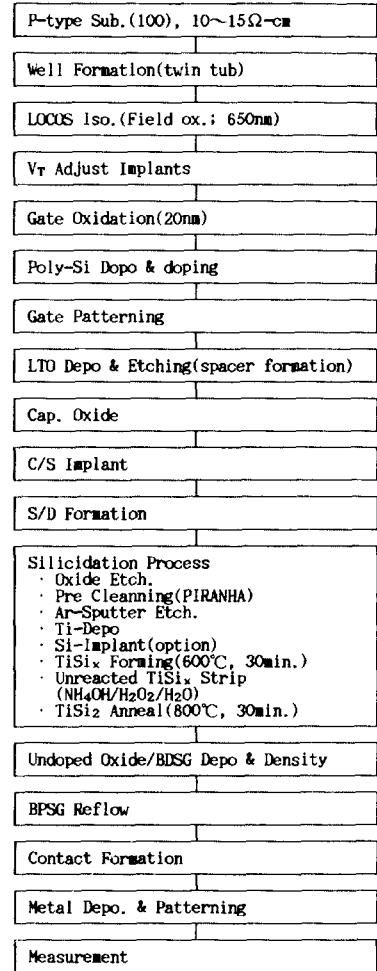 P-type Sub.(100), 10~15Ω-cm
Well Formation(twin tub)
LOCOS Iso.(Field ox.; 650nm)
VT Adjust Implants
Gate Oxidation(20nm)
Poly-Si Dopo & doping
Gate Patterning
LTO Depo & Etching(spacer formation)
Cap. Oxide
C/S Implant
S/D Formation
Silicidation Process
· Oxide Etch.
· Pre Cleanning(PIRANHA)
· Ar-Sputter Etch.
· Ti-Depo
· Si-Implant(option)
· TiSix Forming(600℃, 30min.)
· Unreacted TiSix Strip
(NH4OH/H2O2/H2O)
· TiSi2 Anneal(800℃, 30min.)
Undoped Oxide/BDSG Depo & Density
BPSG Reflow
Contact Formation
Metal Depo. & Patterning
Measurement